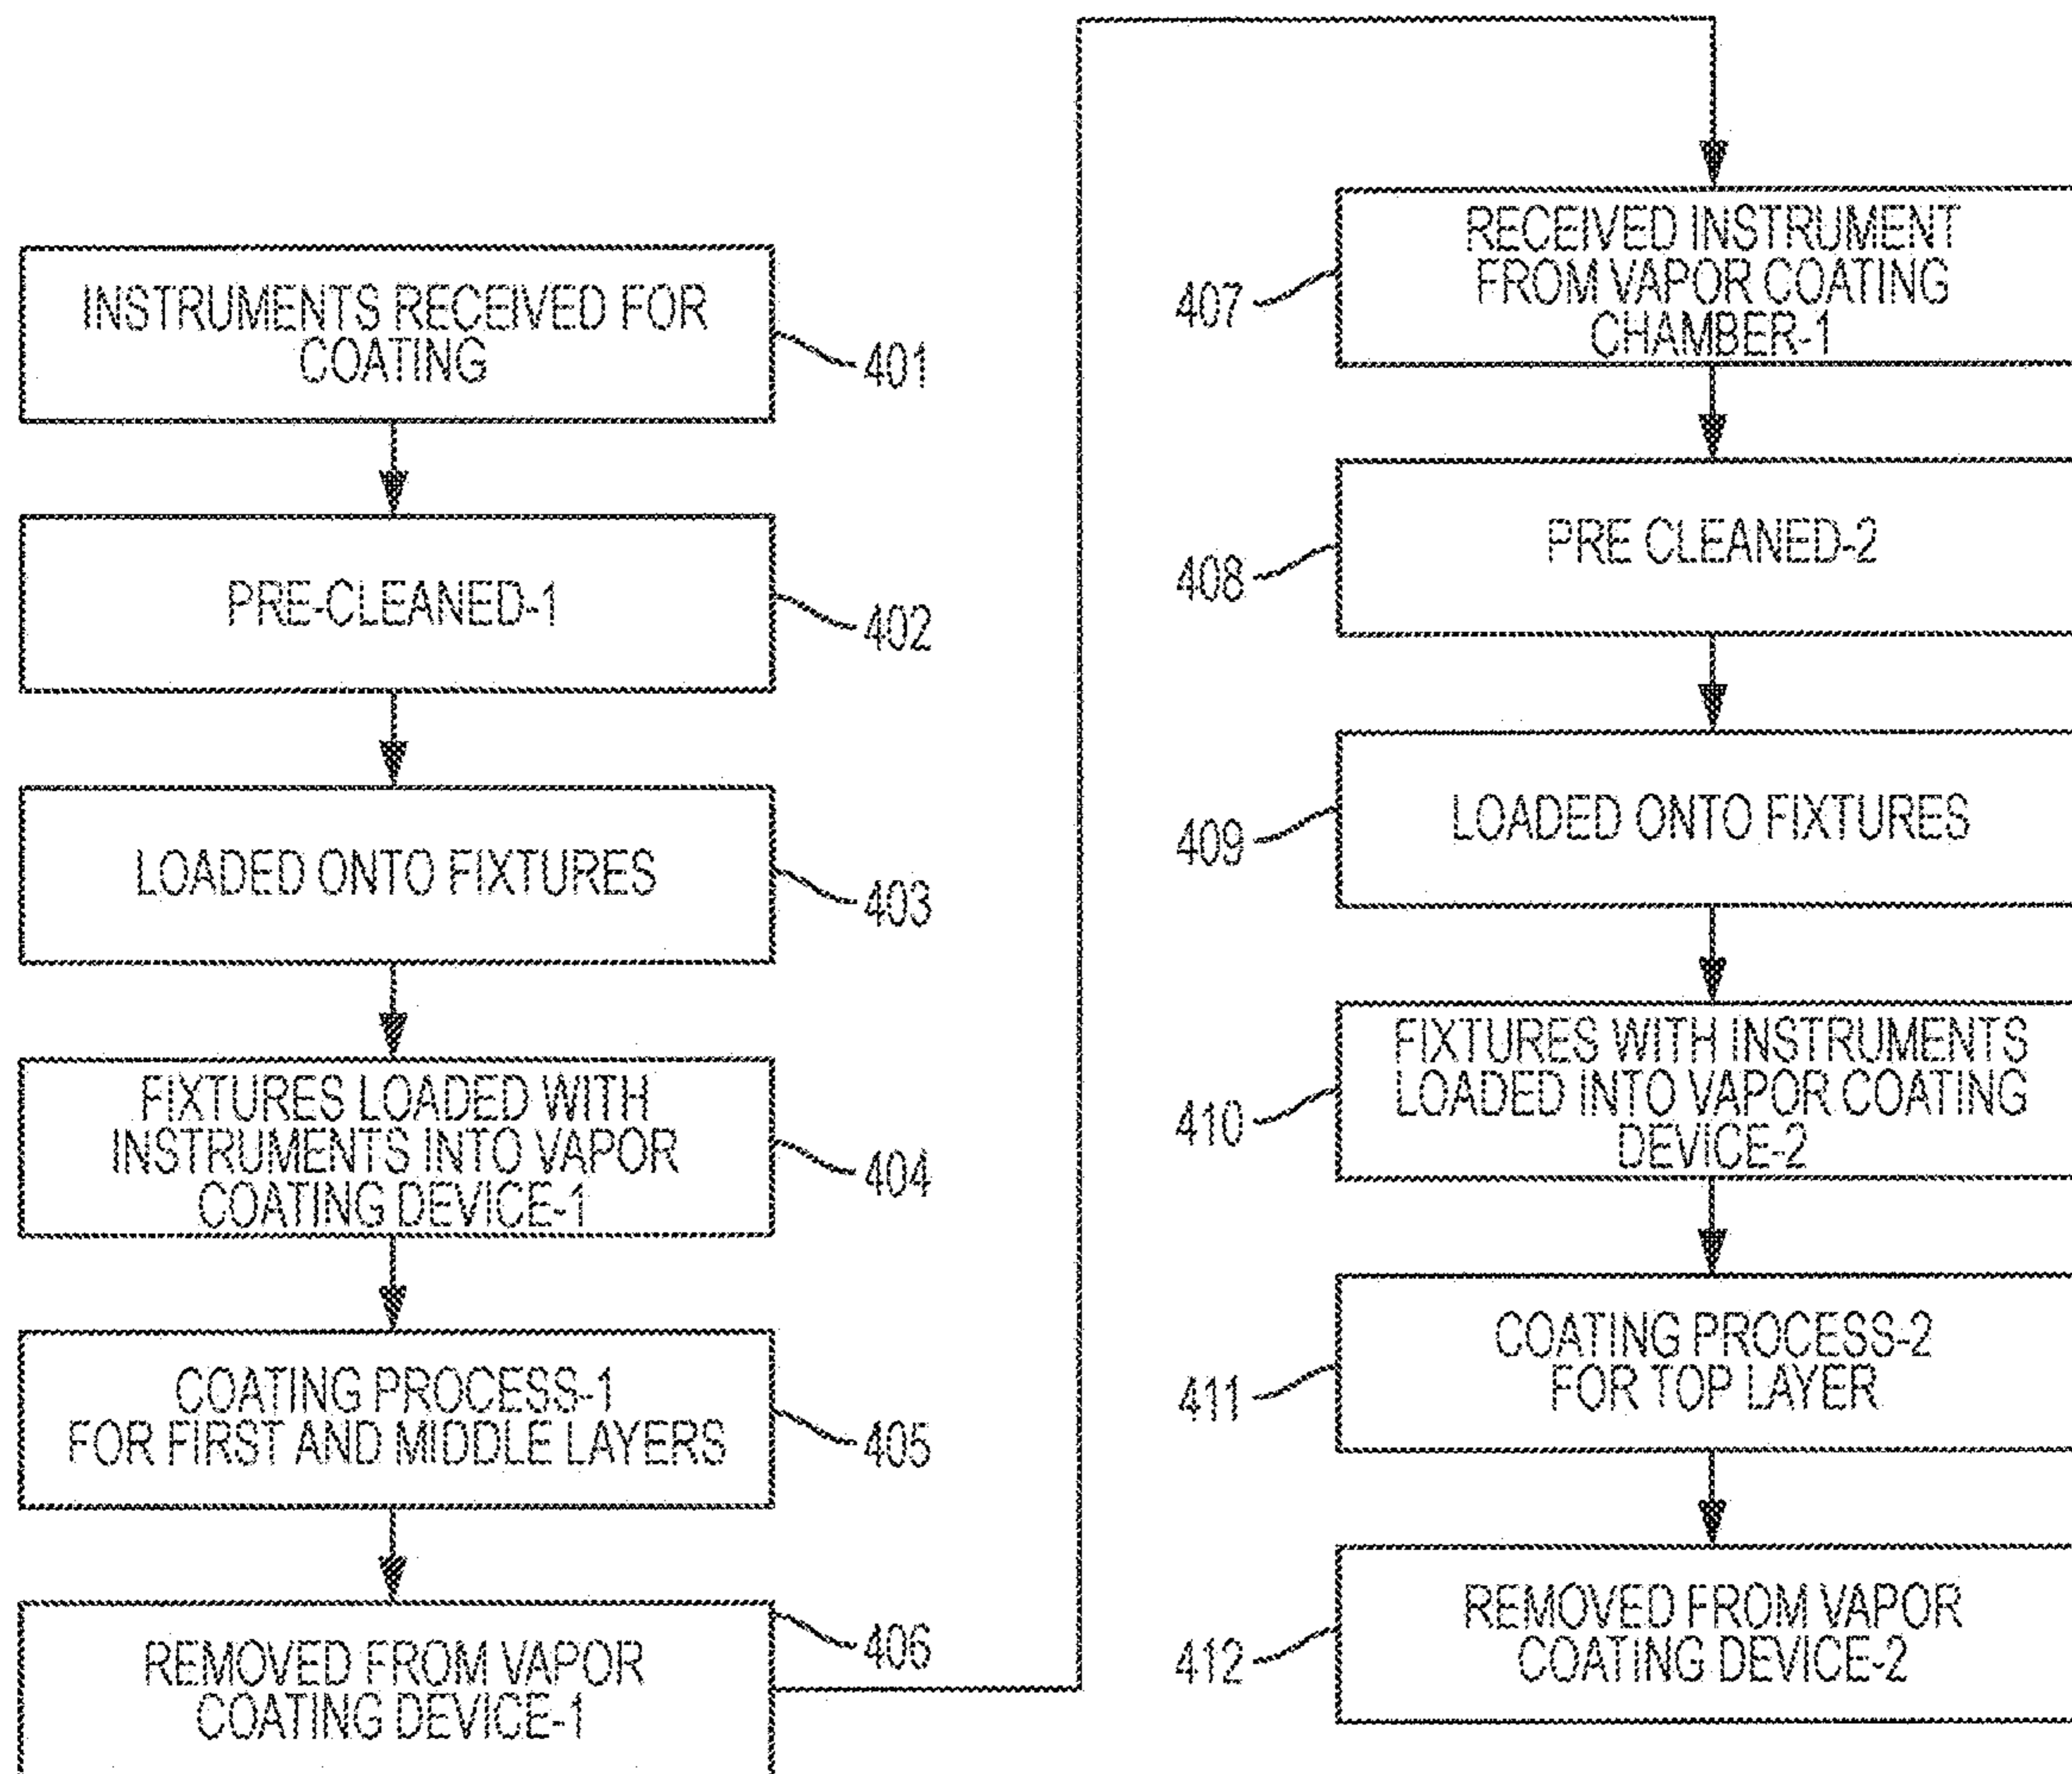 INSTRUMENTS RECEIVED FOR
COATING
401
PRE-CLEANED-1
402
LOADED ONTO FIXTURES
403
FIXTURES LOADED WITH
INSTRUMENTS INTO VAPOR
COATING DEVICE-1
404
COATING PROCESS-1
FOR FIRST AND MIDDLE LAYERS
405
REMOVED FROM VAPOR
COATING DEVICE-1
406
RECEIVED INSTRUMENT
FROM VAPOR COATING
CHAMBER-1
407
PRE CLEANED-2
408
LOADED ONTO FIXTURES
409
FIXTURES WITH INSTRUMENTS
LOADED INTO VAPOR COATING
DEVICE-2
410
COATING PROCESS-2
FOR TOP LAYER
411
REMOVED FROM VAPOR
COATING DEVICE-2
412